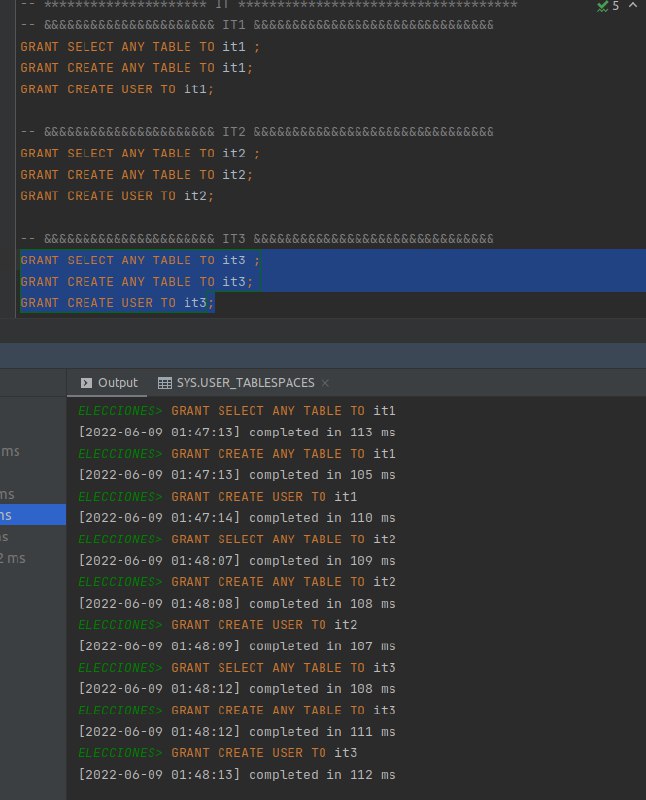 -- ********************* IT ************************************
-- &&&&&&&&&&&&&&&&&&&&&& IT1 &&&&&&&&&&&&&&&&&&&&&&&&&&&&&&&
GRANT SELECT ANY TABLE TO it1 ;
GRANT CREATE ANY TABLE TO it1;
GRANT CREATE USER TO it1;
-- &&&&&&&&&&&&&&&&&&&&&& IT2 &&&&&&&&&&&&&&&&&&&&&&&&&&&&&&&
GRANT SELECT ANY TABLE TO it2 ;
GRANT CREATE ANY TABLE TO it2;
GRANT CREATE USER TO it2;
-- &&&&&&&&&&&&&&&&&&&&&& IT3 &&&&&&&&&&&&&&&&&&&&&&&&&&&&&&&
GRANT SELECT ANY TABLE TO it3 ;
GRANT CREATE ANY TABLE TO it3;
GRANT CREATE USER TO it3;
5
Output SYS.USER_TABLESPACES
ms
ms
ms
s
2 ms
ELECCIONES> GRANT SELECT ANY TABLE TO it1
[2022-06-09 01:47:13] completed in 113 ms
ELECCIONES> GRANT CREATE ANY TABLE TO it1
[2022-06-09 01:47:13] completed in 105 ms
ELECCIONES> GRANT CREATE USER TO it1
[2022-06-09 01:47:14] completed in 110 ms
ELECCIONES> GRANT SELECT ANY TABLE TO it2
[2022-06-09 01:48:07] completed in 109 ms
ELECCIONES> GRANT CREATE ANY TABLE TO it2
[2022-06-09 01:48:08] completed in 108 ms
ELECCIONES> GRANT CREATE USER TO it2
[2022-06-09 01:48:09] completed in 107 ms
ELECCIONES> GRANT SELECT ANY TABLE TO it3
[2022-06-09 01:48:12] completed in 108 ms
ELECCIONES> GRANT CREATE ANY TABLE TO it3
[2022-06-09 01:48:12] completed in 111 ms
ELECCIONES> GRANT CREATE USER TO it3
[2022-06-09 01:48:13] completed in 112 ms